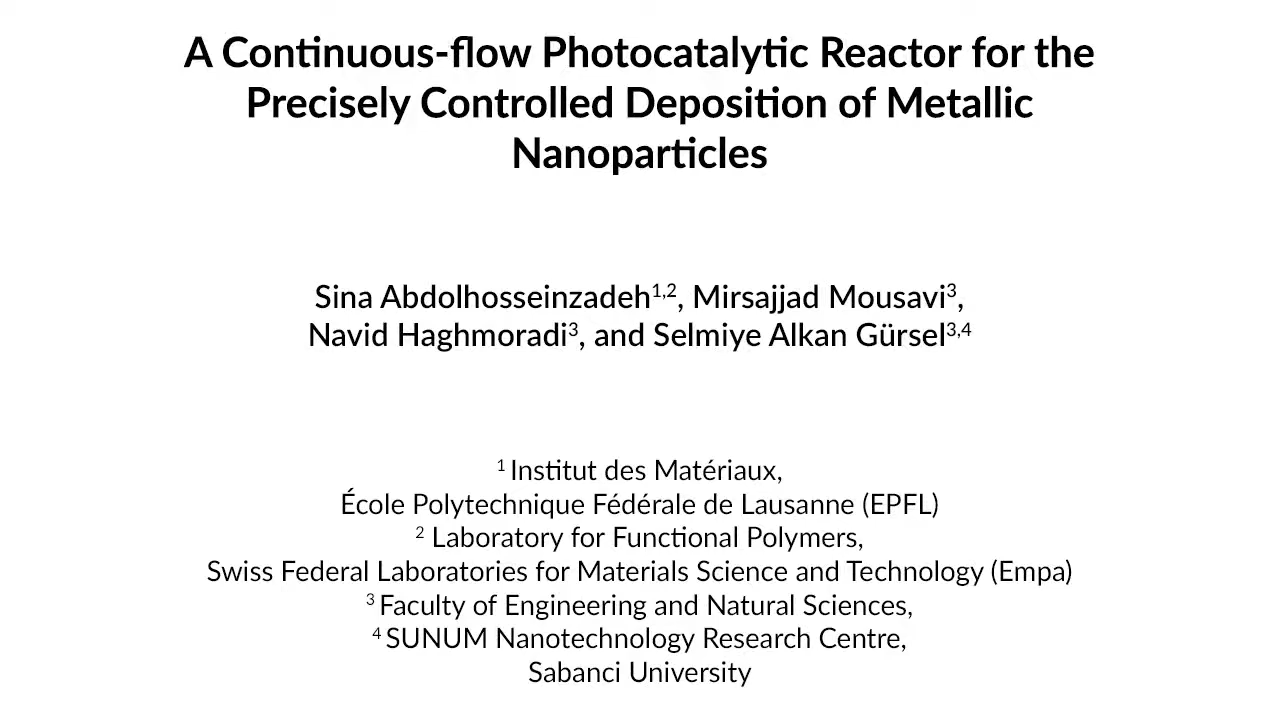 A Continuous-flow Photocatalytic Reactor for the
Precisely Controlled Deposition of Metallic
Nanoparticles
Sina Abdolhosseinzadeh1,2, Mirsajjad Mousavi3,
Navid Haghmoradi3, and Selmiye Alkan Gürsel3,4
1 Institut des Matériaux,
École Polytechnique Fédérale de Lausanne (EPFL)
2 Laboratory for Functional Polymers,
Swiss Federal Laboratories for Materials Science and Technology (Empa)
3 Faculty of Engineering and Natural Sciences,
4 SUNUM Nanotechnology Research Centre,
Sabanci University